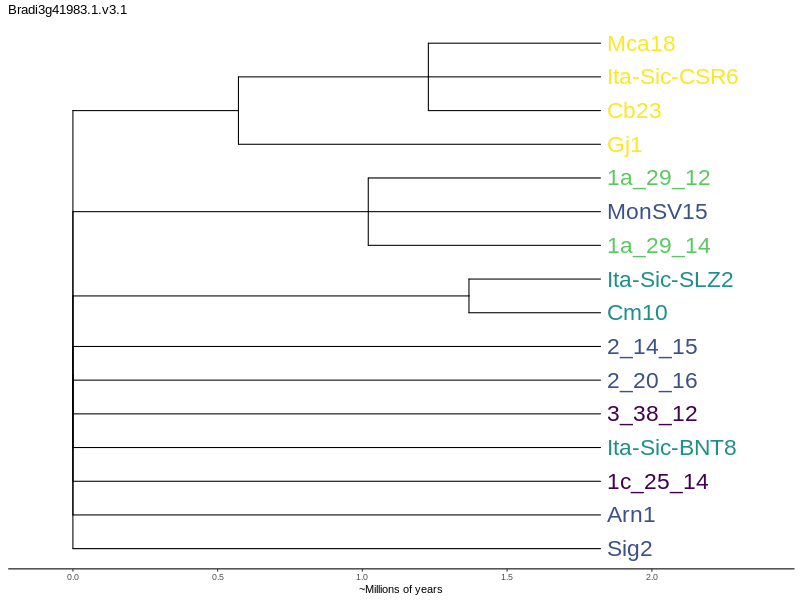 Bradi3g41983.1.v3.1
Mca18
Ita-Sic-CSR6
Cb23
Gj1
1a_29_12
MonSV15
1a_29_14
Ita-Sic-SLZ2
Cm10
2_14_15
2_20_16
3_38_12
Ita-Sic-BNT8
1c_25_14
Arn1
Sig2
0.0 0.5 1.0 1.5 2.0
~Millions of years